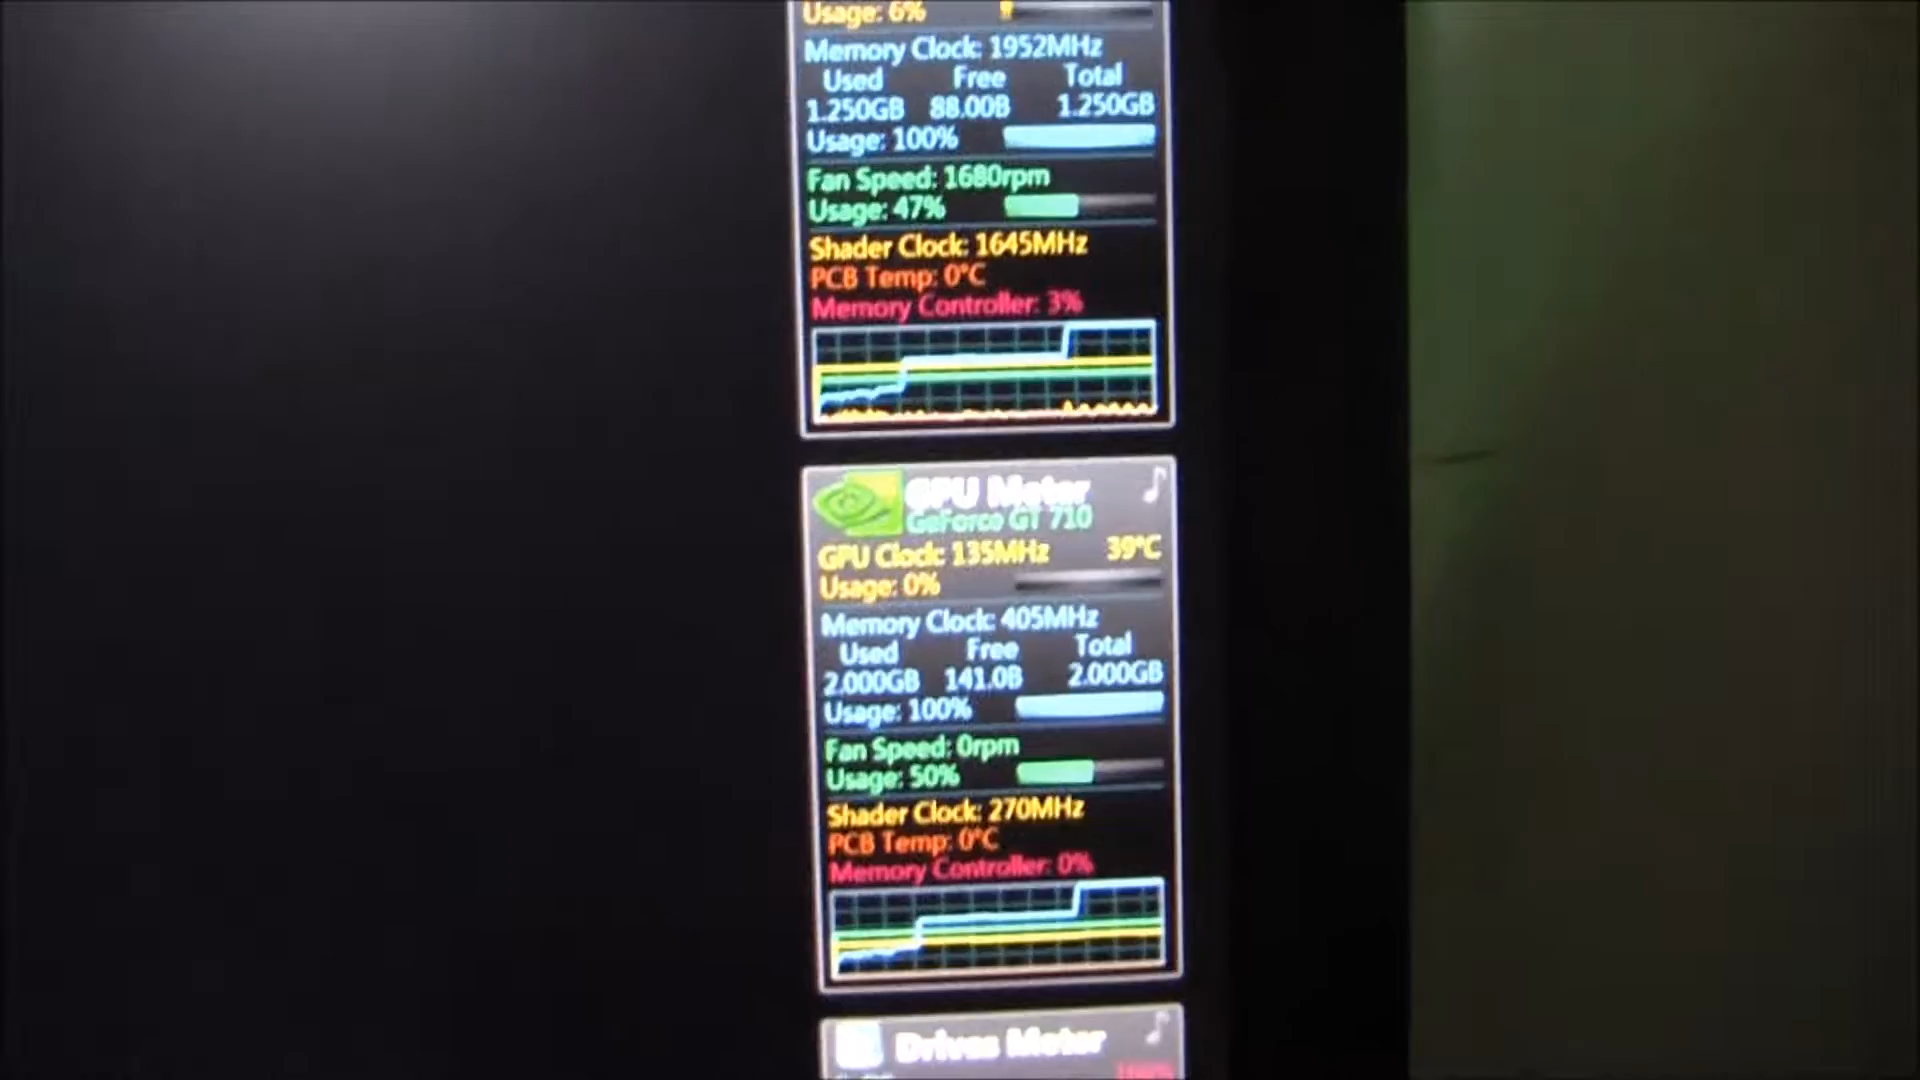 Usage: 6%
Memory Clock: 1952MHz
Used Free Total
1.250GB 88.00B 1.250GB
Usage: 100%
Fan Speed: 1680rpm
Usage: 47%
Shader Clock: 1645MHz
PCB Temp: 0°C
Memory Controller: 3%
GPU Meter
GeForce GT 710
GPU Clock: 135MHz 39°C
Usage: 0%
Memory Clock: 405MHz
Used Free Total
2.000GB 141.0B 2.000GB
Usage: 100%
Fan Speed: 0rpm
Usage: 50%
Shader Clock: 270MHz
PCB Temp: 0°C
Memory Controller: 0%
Drives Meter